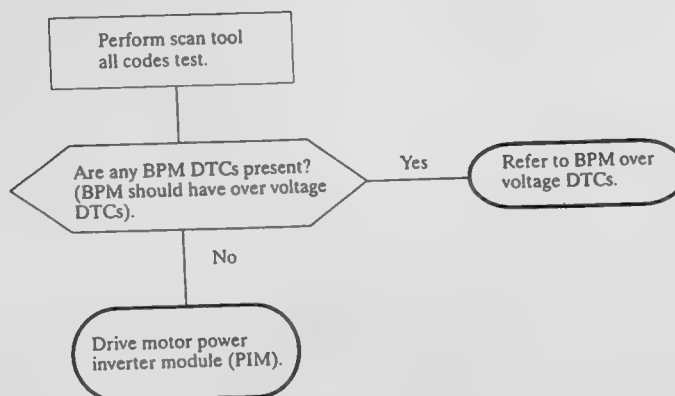 Perform scan tool
all codes test.
Are any BPM DTCs present?
(BPM should have over voltage
DTCs).
Yes
Refer to BPM over
voltage DTCs.
No
Drive motor power
inverter module (PIM).